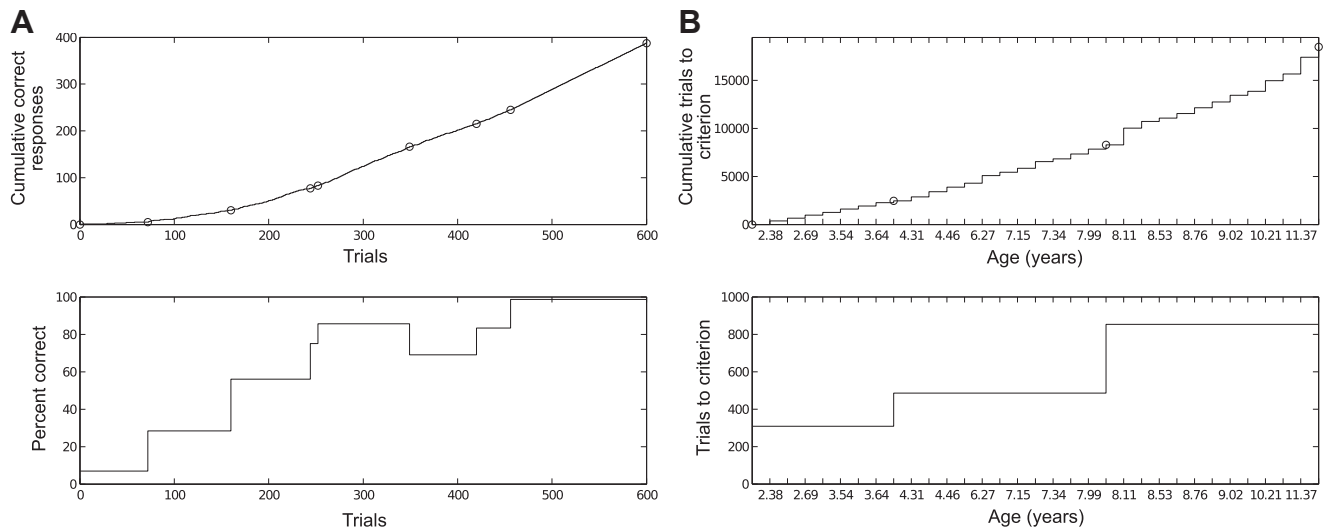 A
Cumulative correct
responses
400
300
200
100
0
0 100 200 300 400 500 600
Trials
Percent correct
100
80
60
40
20
0
0 100 200 300 400 500 600
Trials
B
Cumulative trials to
criterion
15000
10000
5000
0
2.38 2.69 3.54 3.64 4.31 4.46 6.27 7.15 7.34 7.99 8.11 8.53 8.76 9.02 10.21 11.37
Age (years)
Trials to criterion
1000
800
600
400
200
0
2.38 2.69 3.54 3.64 4.31 4.46 6.27 7.15 7.34 7.99 8.11 8.53 8.76 9.02 10.21 11.37
Age (years)